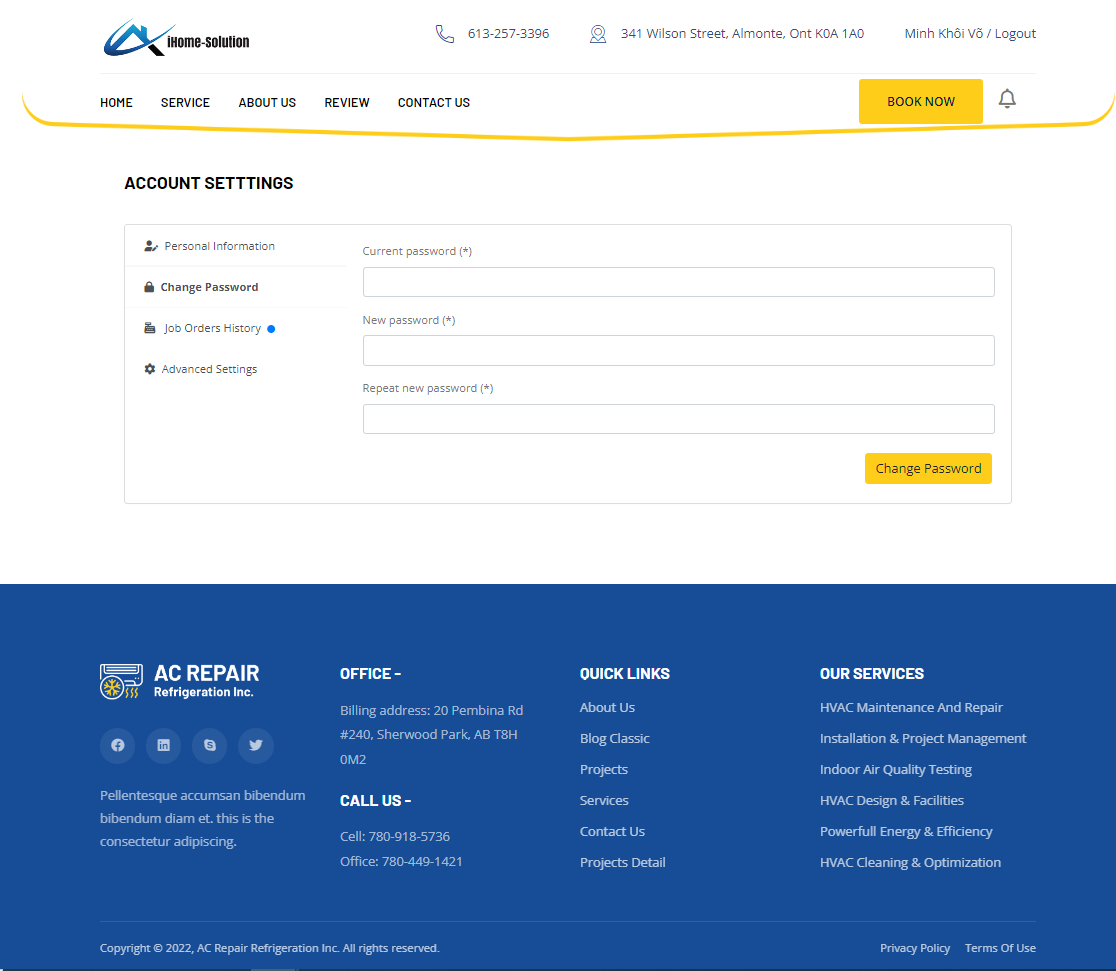 iHome-solution
613-257-3396
341 Wilson Street, Almonte, Ont K0A 1A0
Minh Khôi Võ / Logout
HOME
SERVICE
ABOUT US
REVIEW
CONTACT US
BOOK NOW
ACCOUNT SETTTINGS
Personal Information
Change Password
Job Orders History
Advanced Settings
Current password (*)
New password (*)
Repeat new password (*)
Change Password
AC REPAIR
Refrigeration Inc.
Pellentesque accumsan bibendum
bibendum diam et. this is the
consectetur adipiscing.
OFFICE -
Billing address: 20 Pembina Rd
#240, Sherwood Park, AB T8H
0M2
CALL US -
Cell: 780-918-5736
Office: 780-449-1421
QUICK LINKS
About Us
Blog Classic
Projects
Services
Contact Us
Projects Detail
OUR SERVICES
HVAC Maintenance And Repair
Installation & Project Management
Indoor Air Quality Testing
HVAC Design & Facilities
Powerfull Energy & Efficiency
HVAC Cleaning & Optimization
Copyright © 2022, AC Repair Refrigeration Inc. All rights reserved.
Privacy Policy
Terms Of Use